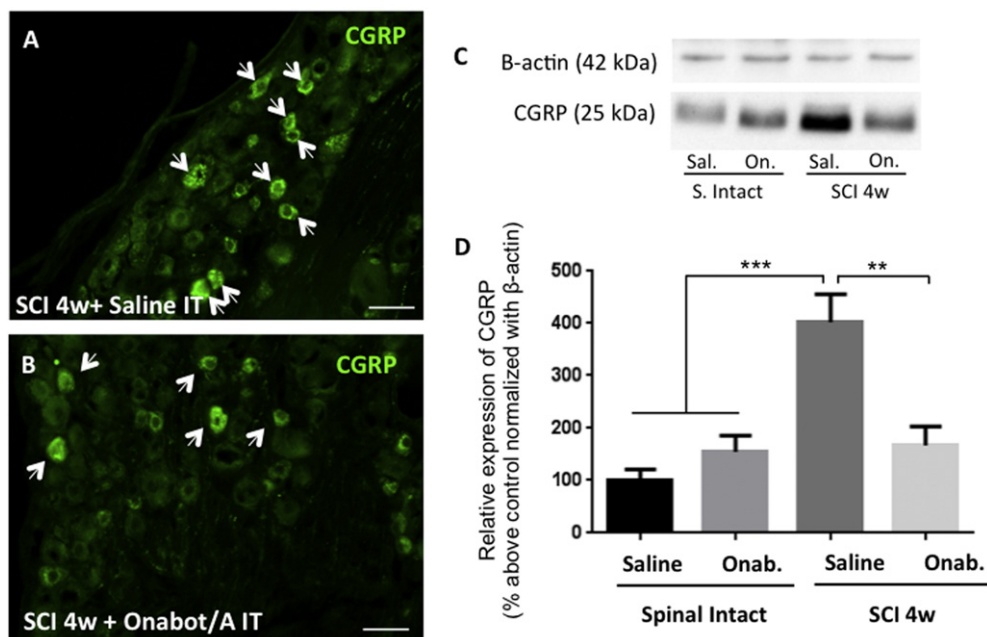 A
CGRP
SCI 4w+ Saline IT
B
CGRP
SCI 4w + Onabot/A IT
C
B-actin (42 kDa)
CGRP (25 kDa)
Sal. On. Sal. On.
S. Intact SCI 4w
D
Relative expression of CGRP
(% above control normalized with β-actin)
500
400
300
200
100
0
*** **
Saline Onab. Saline Onab.
Spinal Intact SCI 4w